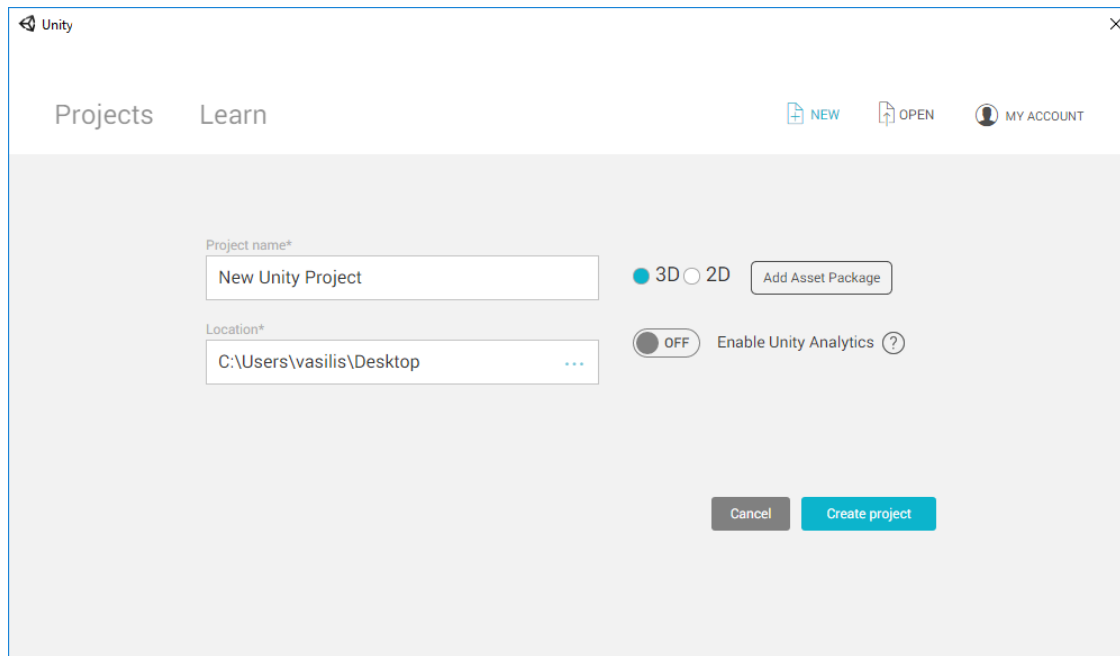 Unity
Projects Learn NEW OPEN MY ACCOUNT
Project name*
New Unity Project
3D 2D Add Asset Package
Location*
C:\Users\vasilis\Desktop ...
OFF Enable Unity Analytics ?
Cancel Create project